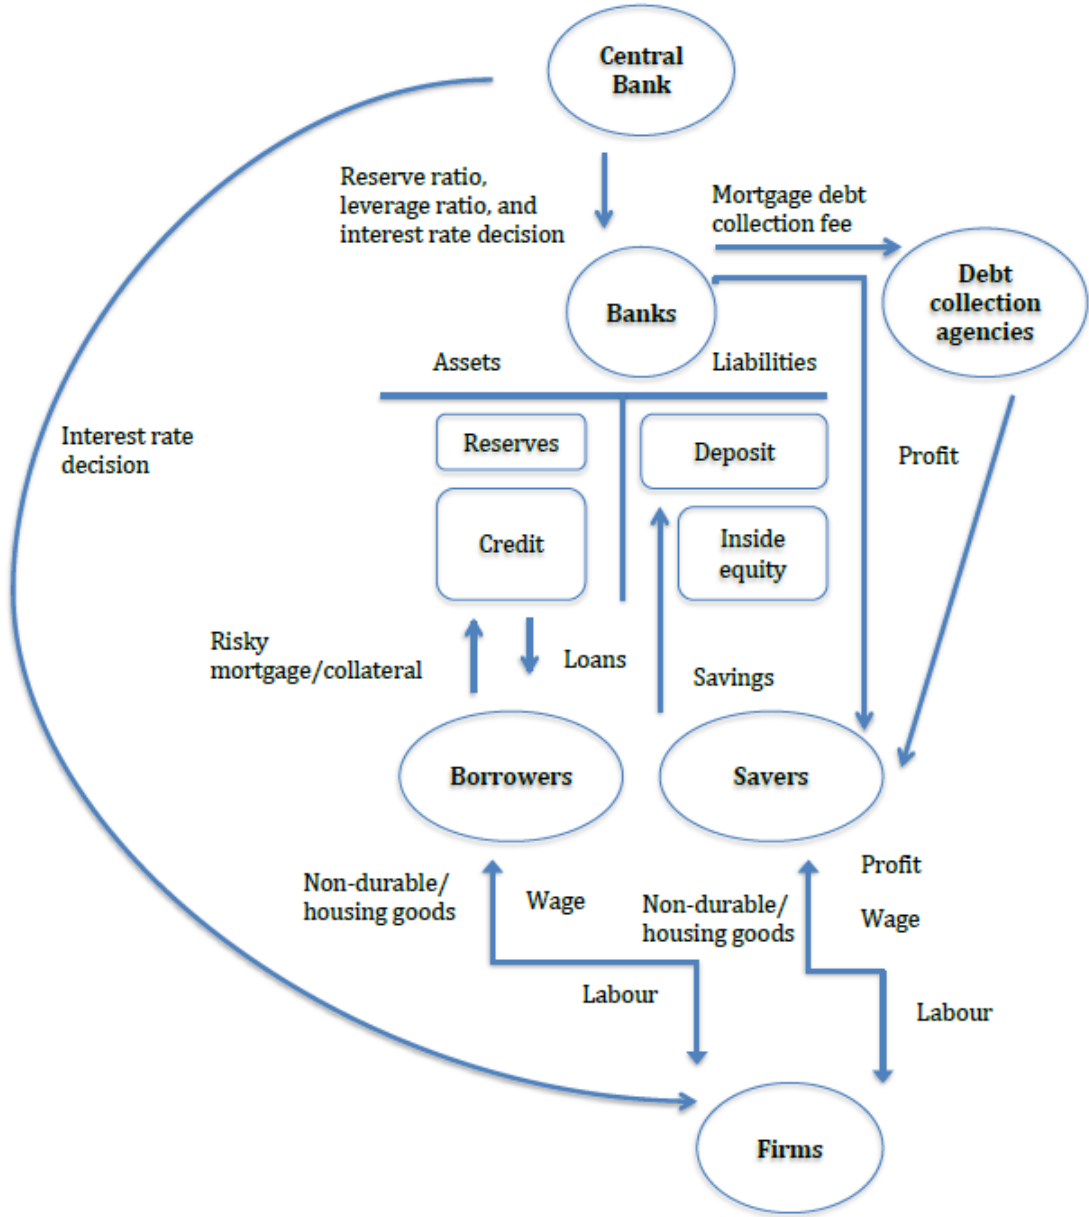 Central
Bank
Reserve ratio,
leverage ratio, and
interest rate decision
Mortgage debt
collection fee
Banks
Debt
collection
agencies
Assets
Liabilities
Interest rate
decision
Reserves
Deposit
Profit
Credit
Inside
equity
Risky
mortgage/collateral
Loans
Savings
Borrowers
Savers
Non-durable/
housing goods
Wage
Non-durable/
housing goods
Profit
Wage
Labour
Labour
Firms